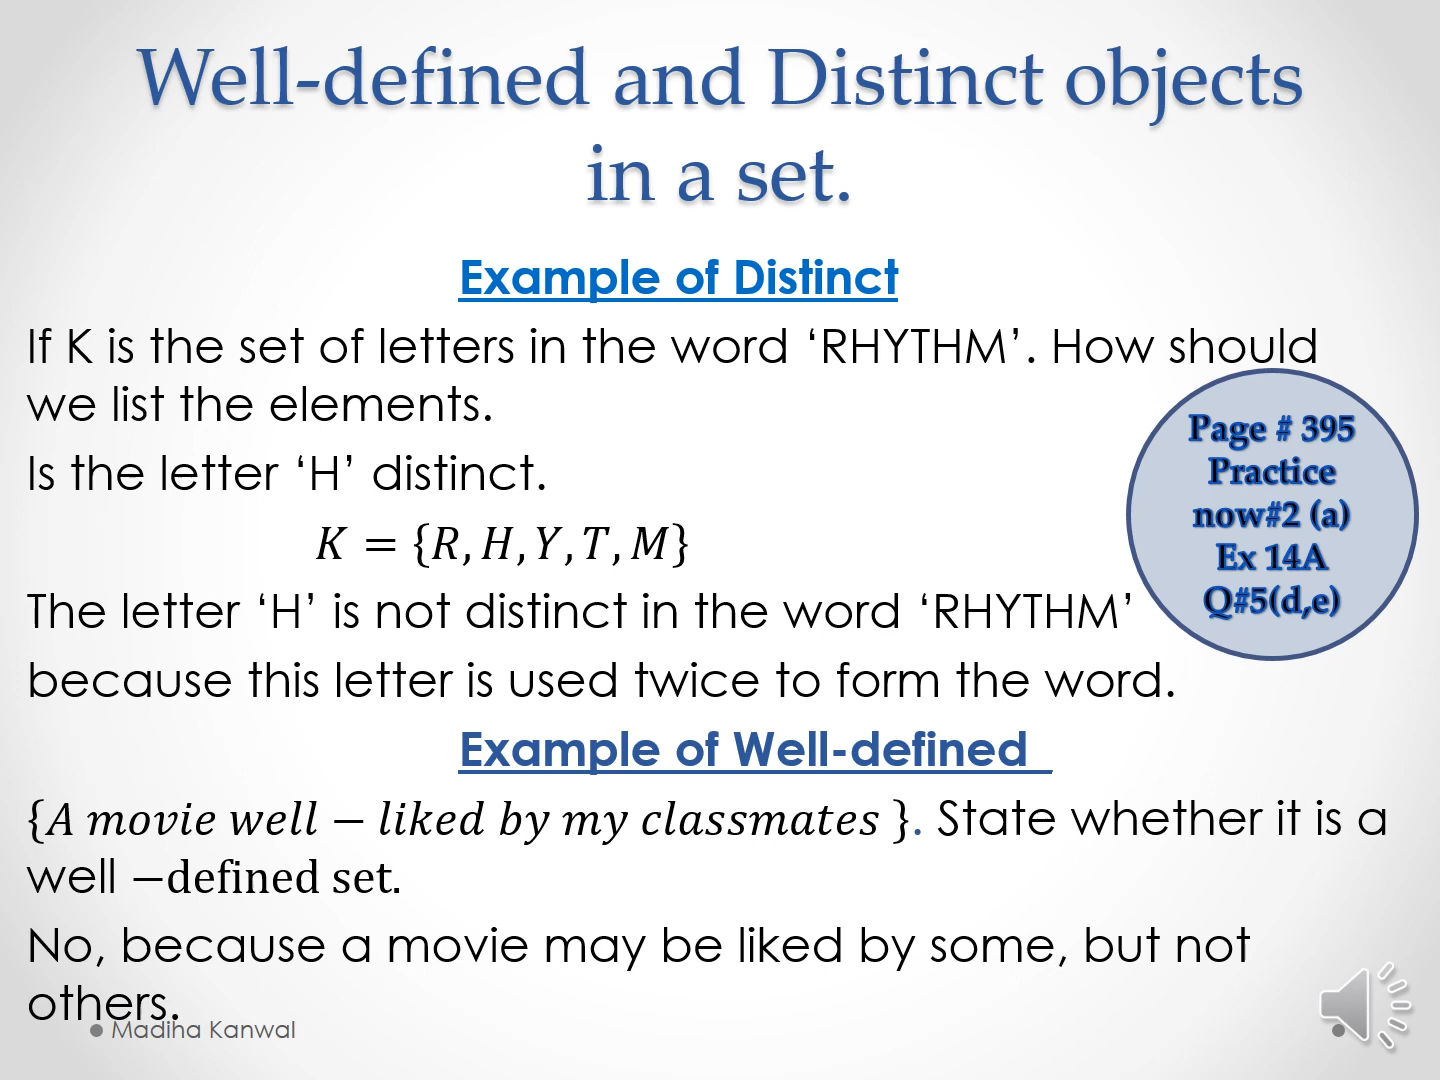 Well-defined and Distinct objects
in a set.
Example of Distinct
If K is the set of letters in the word ‘RHYTHM’. How should
we list the elements.
Is the letter ‘H’ distinct.
K = {R, H, Y, T, M}
The letter ‘H’ is not distinct in the word ‘RHYTHM’
because this letter is used twice to form the word.
Page # 395
Practice
now#2 (a)
Ex 14A
Q#5(d,e)
Example of Well-defined
{A movie well − liked by my classmates }. State whether it is a
well −defined set.
No, because a movie may be liked by some, but not
others.
Madiha Kanwal